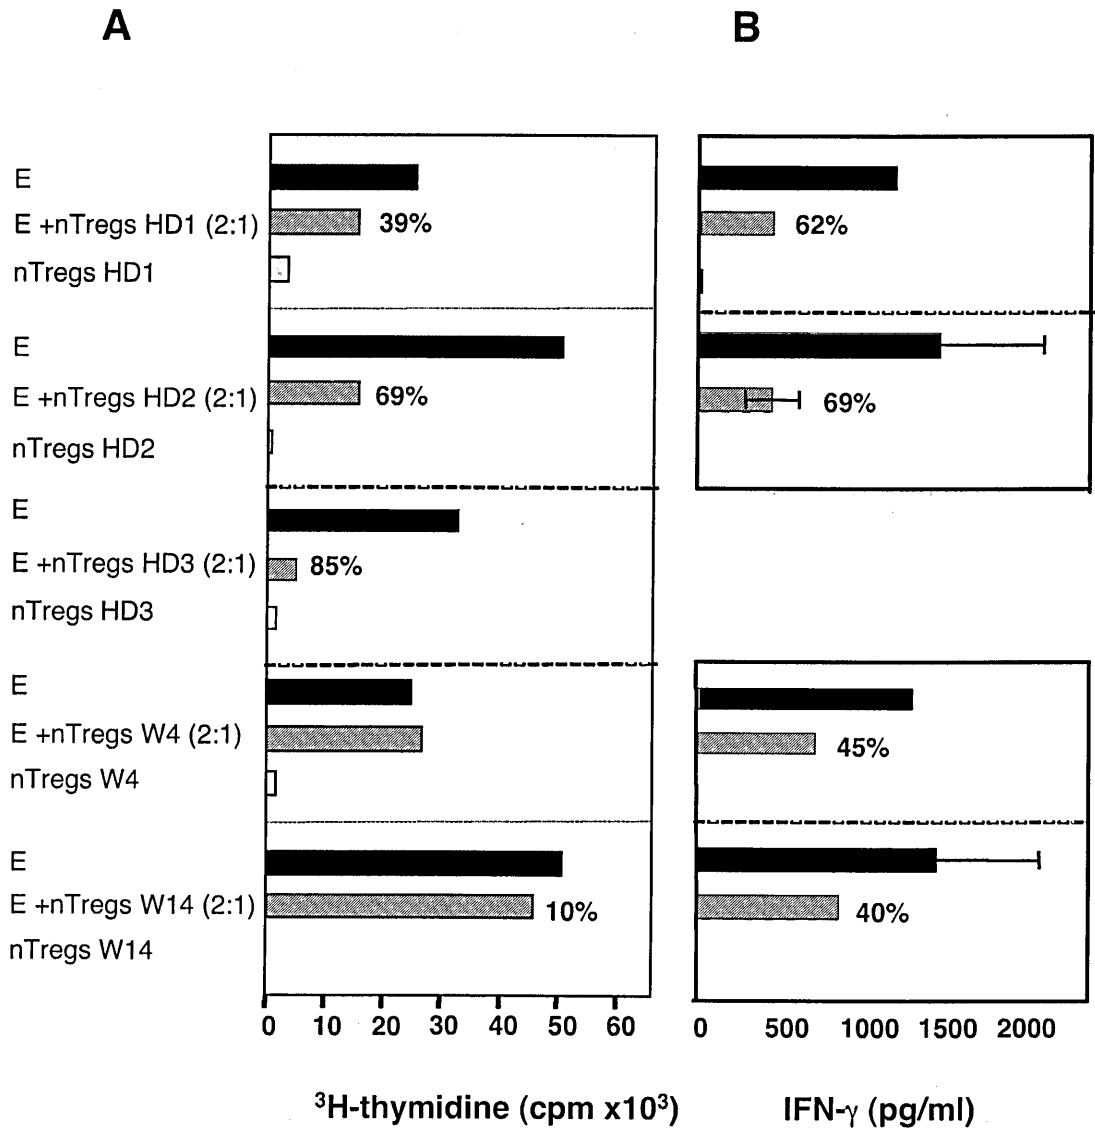 A B
E
E +nTregs HD1 (2:1) 39% 62%
nTregs HD1
E
E +nTregs HD2 (2:1) 69% 69%
nTregs HD2
E
E +nTregs HD3 (2:1) 85%
nTregs HD3
E
E +nTregs W4 (2:1) 45%
nTregs W4
E
E +nTregs W14 (2:1) 10% 40%
nTregs W14
0 10 20 30 40 50 60 0 500 1000 1500 2000
³H-thymidine (cpm x10³) IFN-γ (pg/ml)